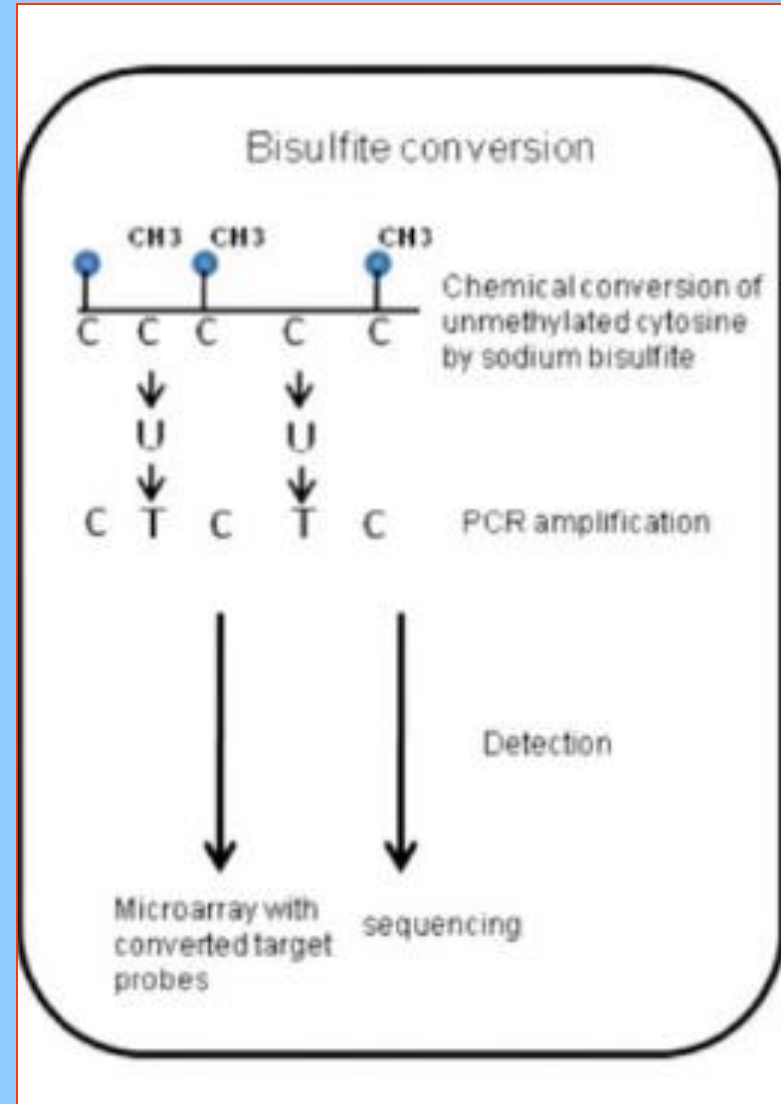 Bisulfite conversion
CH3 CH3 CH3
Chemical conversion of
unmethylated cytosine
by sodium bisulfite
C C C C C
U U
C T C T C PCR amplification
Detection
Microarray with
converted target
probes
sequencing